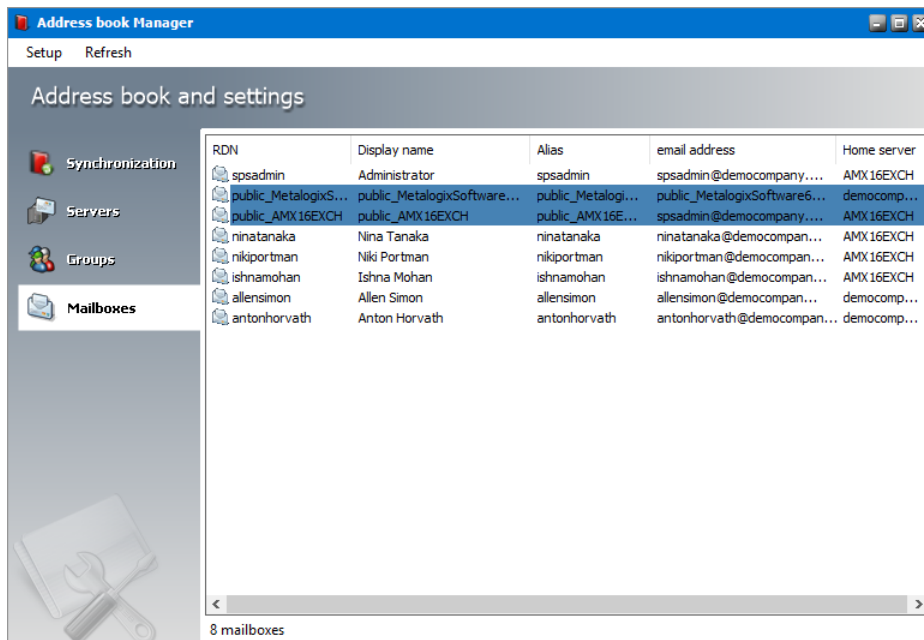 Address book Manager
Setup Refresh
Address book and settings
Synchronization
Servers
Groups
Mailboxes
RDN Display name Alias email address Home server
spsadmin Administrator spsadmin spsadmin@democompany.... AMX16EXCH
public_MetalogixS... public_MetalogixSoftware... public_Metalogi... public_MetalogixSoftware6... democomp...
public_AMX16EXCH public_AMX16EXCH public_AMX16E... spsadmin@democompany.... AMX16EXCH
ninatanaka Nina Tanaka ninatanaka ninatanaka@democompan... AMX16EXCH
nikiportman Niki Portman nikiportman nikiportman@democompan... AMX16EXCH
ishnamohan Ishna Mohan ishnamohan ishnamohan@democompan... AMX16EXCH
allensimon Allen Simon allensimon allensimon@democompany... democomp...
antonhorvath Anton Horvath antonhorvath antonhorvath@democompan... democomp...
8 mailboxes